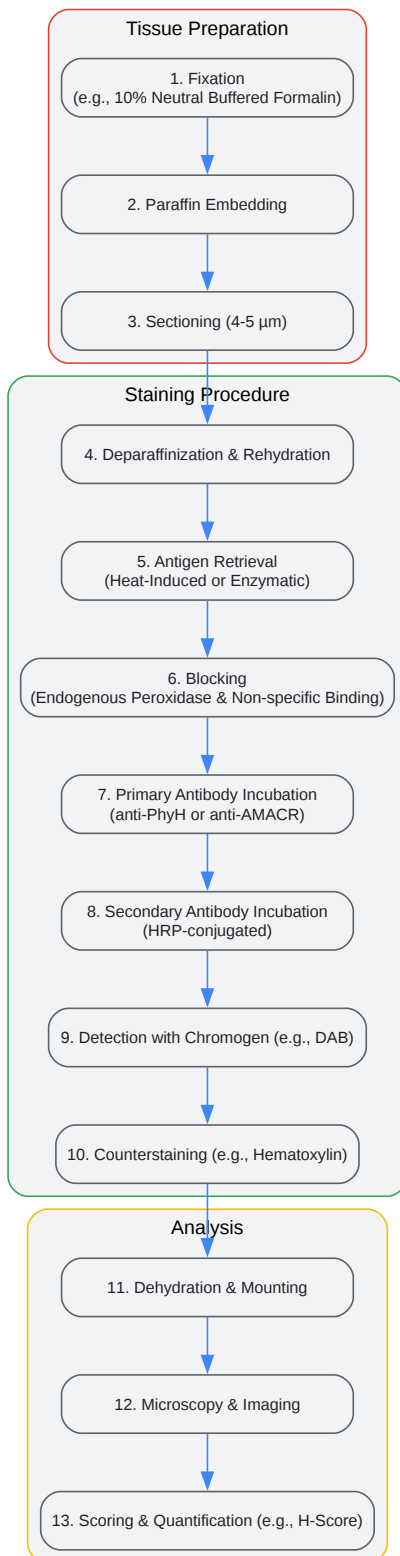 Tissue Preparation
1. Fixation
(e.g., 10% Neutral Buffered Formalin)
2. Paraffin Embedding
3. Sectioning (4-5 µm)
Staining Procedure
4. Deparaffinization & Rehydration
5. Antigen Retrieval
(Heat-Induced or Enzymatic)
6. Blocking
(Endogenous Peroxidase & Non-specific Binding)
7. Primary Antibody Incubation
(anti-PhyH or anti-AMACR)
8. Secondary Antibody Incubation
(HRP-conjugated)
9. Detection with Chromogen (e.g., DAB)
10. Counterstaining (e.g., Hematoxylin)
Analysis
11. Dehydration & Mounting
12. Microscopy & Imaging
13. Scoring & Quantification (e.g., H-Score)